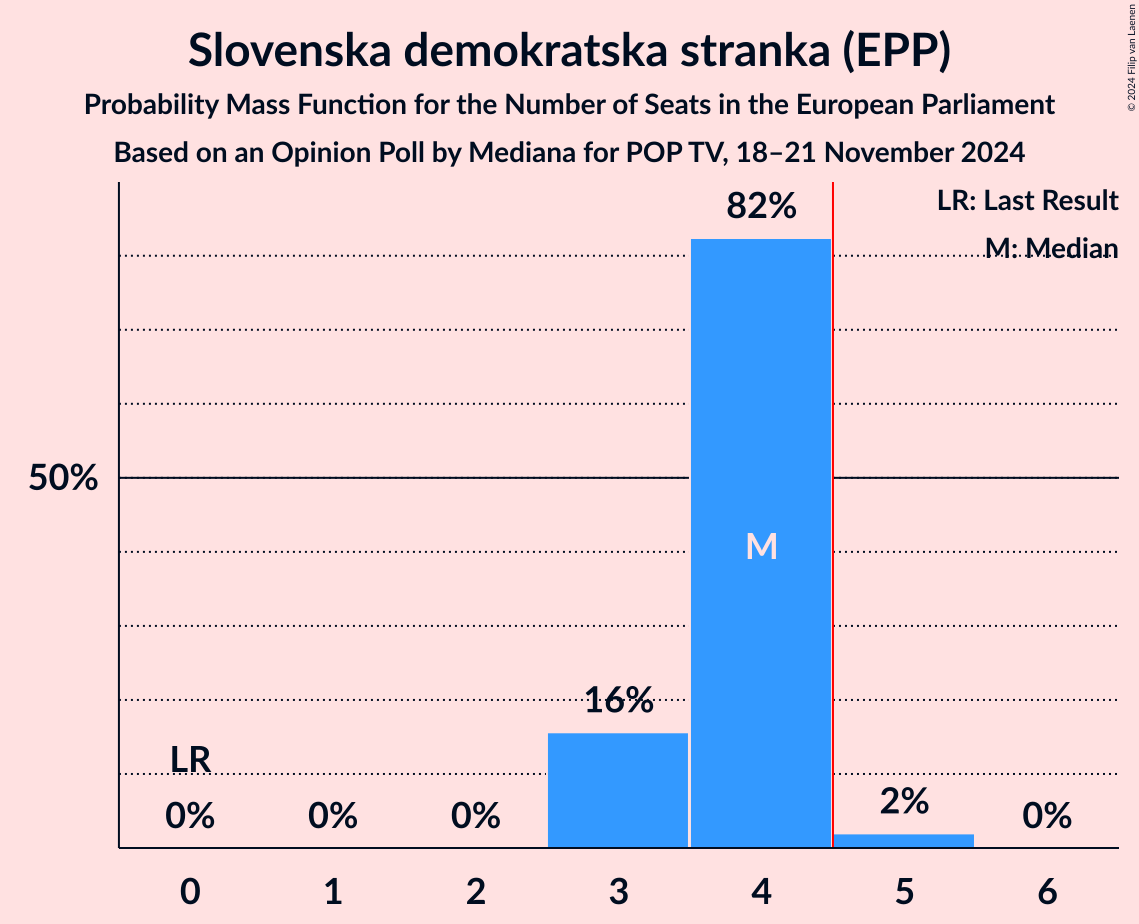 Slovenska demokratska stranka (EPP)
Probability Mass Function for the Number of Seats in the European Parliament
Based on an Opinion Poll by Mediana for POP TV, 18–21 November 2024
© 2024 Filip van Laenen
LR: Last Result
M: Median
82%
50%
M
16%
LR
0%
0%
0%
2%
0%
0
1
2
3
4
5
6